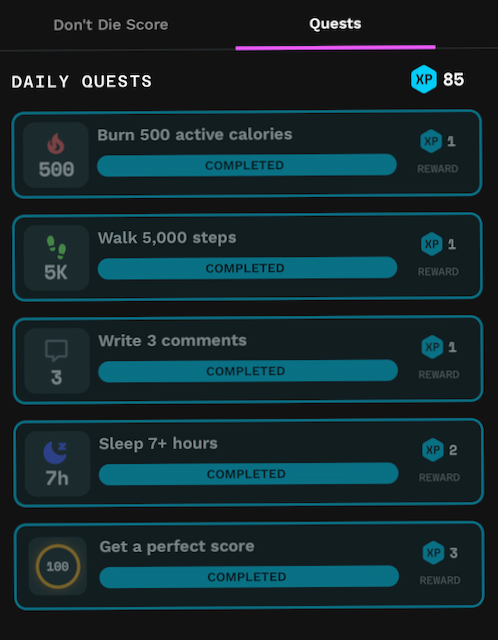 Don't Die Score
Quests
DAILY QUESTS
XP 85
500
Burn 500 active calories
COMPLETED
XP 1
REWARD
5K
Walk 5,000 steps
COMPLETED
XP 1
REWARD
3
Write 3 comments
COMPLETED
XP 1
REWARD
7h
Sleep 7+ hours
COMPLETED
XP 2
REWARD
100
Get a perfect score
COMPLETED
XP 3
REWARD